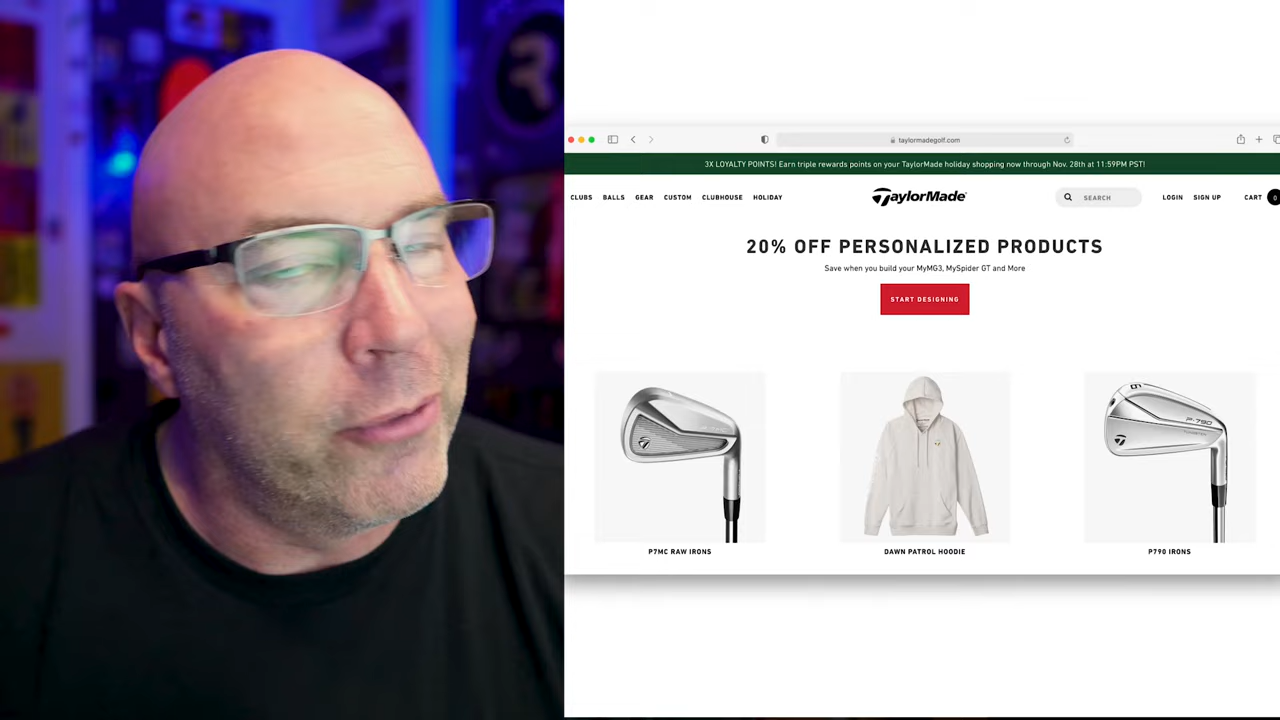 taylormadegolf.com
3X LOYALTY POINTS! Earn triple rewards points on your TaylorMade holiday shopping now through Nov. 28th at 11:59PM PST!
CLUBS BALLS GEAR CUSTOM CLUBHOUSE HOLIDAY TaylorMade SEARCH LOGIN SIGN UP CART 0
20% OFF PERSONALIZED PRODUCTS
Save when you build your MyMG3, MySpider GT and More
START DESIGNING
6
P·790
P7MC RAW IRONS DAWN PATROL HOODIE P790 IRONS